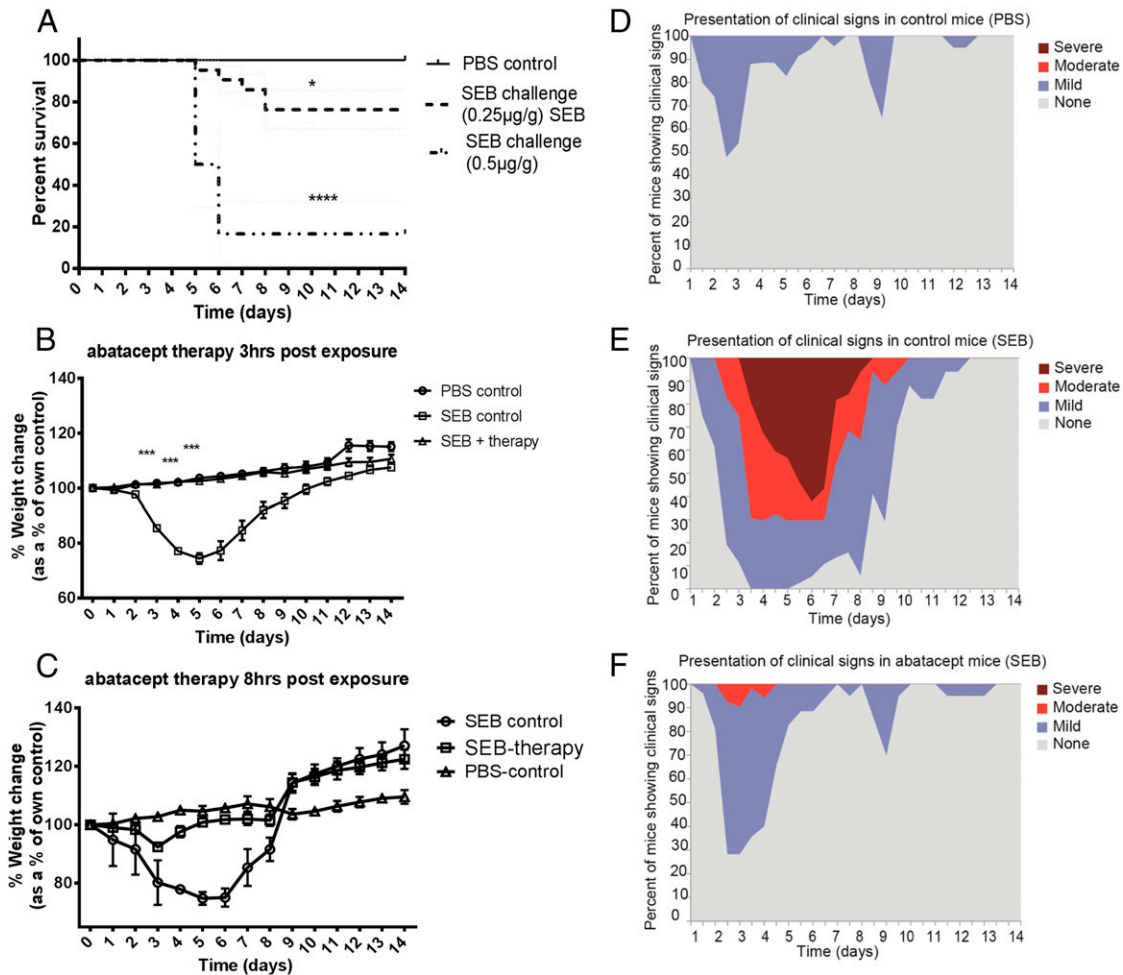 A
Percent survival
100
80
60
40
20
0
0 1 2 3 4 5 6 7 8 9 10 11 12 13 14
Time (days)
*
****
PBS control
SEB challenge
(0.25µg/g) SEB
SEB challenge
(0.5µg/g)
B
abatacept therapy 3hrs post exposure
% Weight change
(as a % of own control)
140
120
100
80
60
***
***
***
0 1 2 3 4 5 6 7 8 9 10 11 12 13 14
Time (days)
PBS control
SEB control
SEB + therapy
C
abatacept therapy 8hrs post exposure
% Weight change
(as a % of own control)
140
120
100
80
0 1 2 3 4 5 6 7 8 9 10 11 12 13 14
Time (days)
SEB control
SEB-therapy
PBS-control
D
Presentation of clinical signs in control mice (PBS)
Percent of mice showing clinical signs
100
90
80
70
60
50
40
30
20
10
0
1 2 3 4 5 6 7 8 9 10 11 12 13 14
Time (days)
Severe
Moderate
Mild
None
E
Presentation of clinical signs in control mice (SEB)
Percent of mice showing clinical signs
100
90
80
70
60
50
40
30
20
10
0
1 2 3 4 5 6 7 8 9 10 11 12 13 14
Time (days)
Severe
Moderate
Mild
None
F
Presentation of clinical signs in abatacept mice (SEB)
Percent of mice showing clinical signs
100
90
80
70
60
50
40
30
20
10
0
1 2 3 4 5 6 7 8 9 10 11 12 13 14
Time (days)
Severe
Moderate
Mild
None